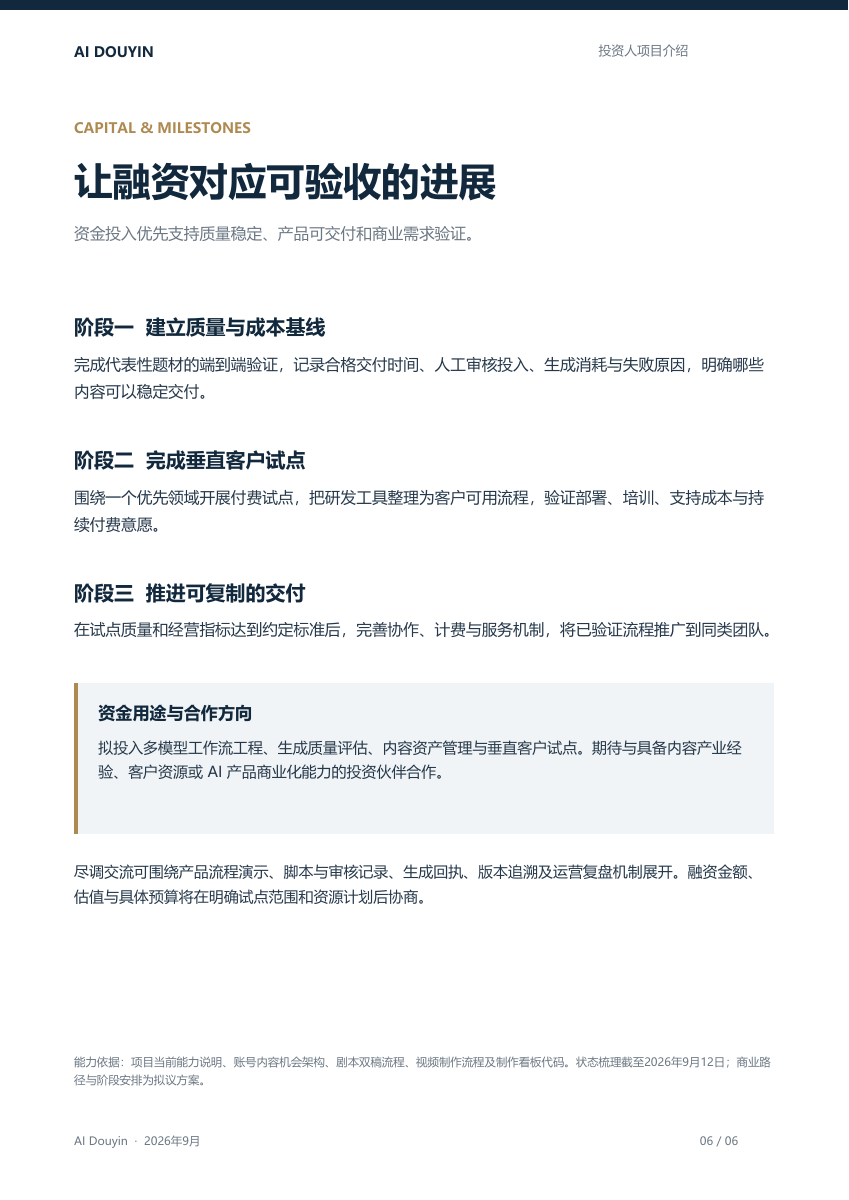 AI DOUYIN
投资人项目介绍
CAPITAL & MILESTONES
让融资对应可验收的进展
资金投入优先支持质量稳定、产品可交付和商业需求验证。
阶段一 建立质量与成本基线
完成代表性题材的端到端验证，记录合格交付时间、人工审核投入、生成消耗与失败原因，明确哪些
内容可以稳定交付。
阶段二 完成垂直客户试点
围绕一个优先领域开展付费试点，把研发工具整理为客户可用流程，验证部署、培训、支持成本与持
续付费意愿。
阶段三 推进可复制的交付
在试点质量和经营指标达到约定标准后，完善协作、计费与服务机制，将已验证流程推广到同类团队。
资金用途与合作方向
拟投入多模型工作流工程、生成质量评估、内容资产管理与垂直客户试点。期待与具备内容产业经
验、客户资源或 AI 产品商业化能力的投资伙伴合作。
尽调交流可围绕产品流程演示、脚本与审核记录、生成回执、版本追溯及运营复盘机制展开。融资金额、
估值与具体预算将在明确试点范围和资源计划后协商。
能力依据：项目当前能力说明、账号内容机会架构、剧本双稿流程、视频制作流程及制作看板代码。状态梳理截至2026年9月12日；商业路
径与阶段安排为拟议方案。
AI Douyin · 2026年9月
06 / 06